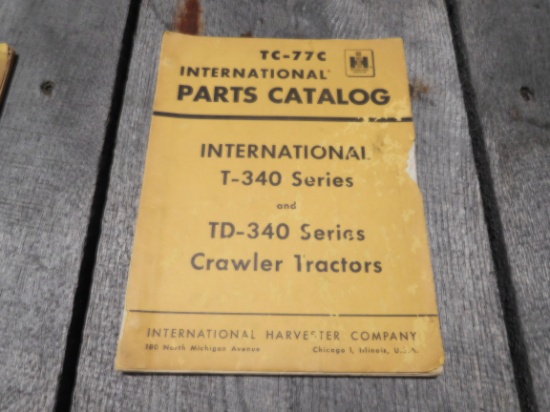 TC-77C
INTERNATIONAL
PARTS CATALOG
INTERNATIONAL
T-340 Series
and
TD-340 Series
Crawler Tractors
INTERNATIONAL HARVESTER COMPANY
180 North Michigan Avenue Chicago 1, Illinois, U.S.A.